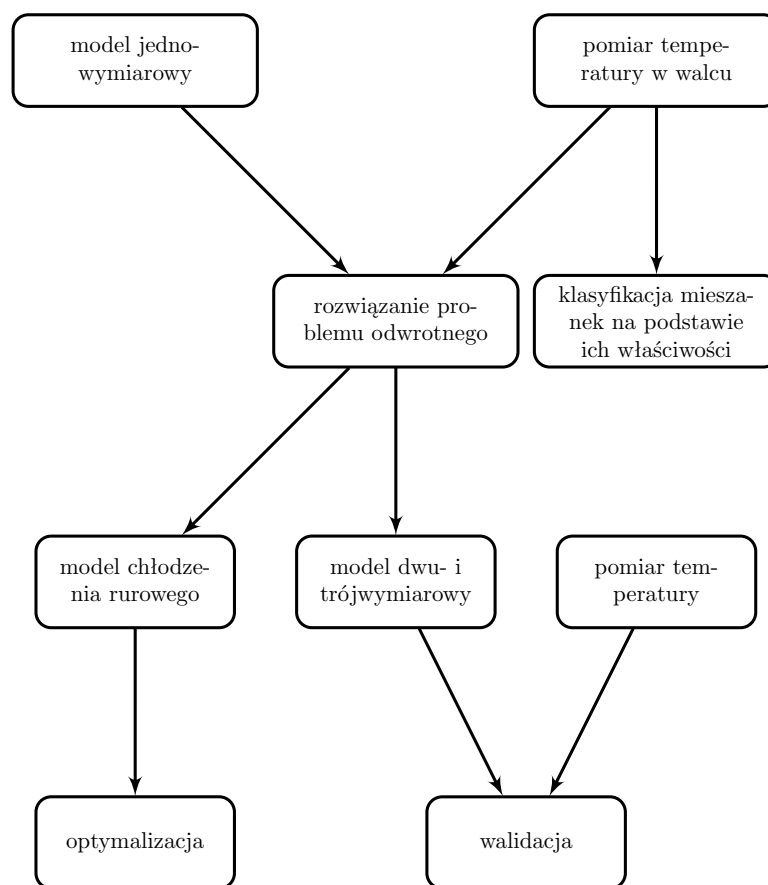 model jedno-
wymiarowy
pomiar tempe-
ratury w walcu
rozwiązanie pro-
blemu odwrotnego
klasyfikacja miesza-
nek na podstawie
ich właściwości
model chłodze-
nia rurowego
model dwu- i
trójwymiarowy
pomiar tem-
peratury
optymalizacja
walidacja